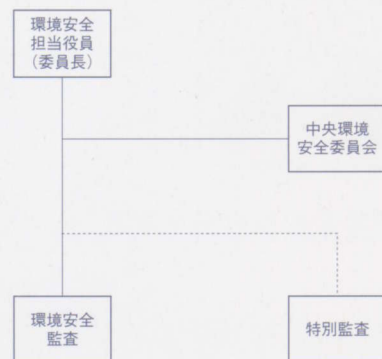 環境安全
担当役員
(委員長)
中央環境
安全委員会
環境安全
監査
特別監査